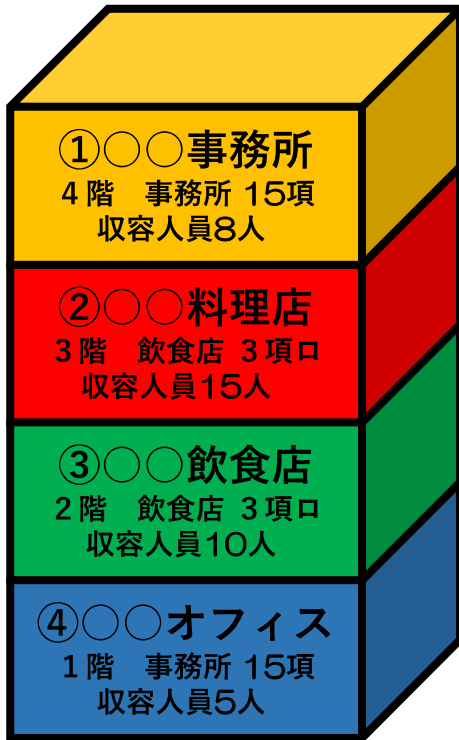 ①○○事務所
4階 事務所 15項
収容人員8人
②○○料理店
3階 飲食店 3項ロ
収容人員15人
③○○飲食店
2階 飲食店 3項ロ
収容人員10人
④○○オフィス
1階 事務所 15項
収容人員5人